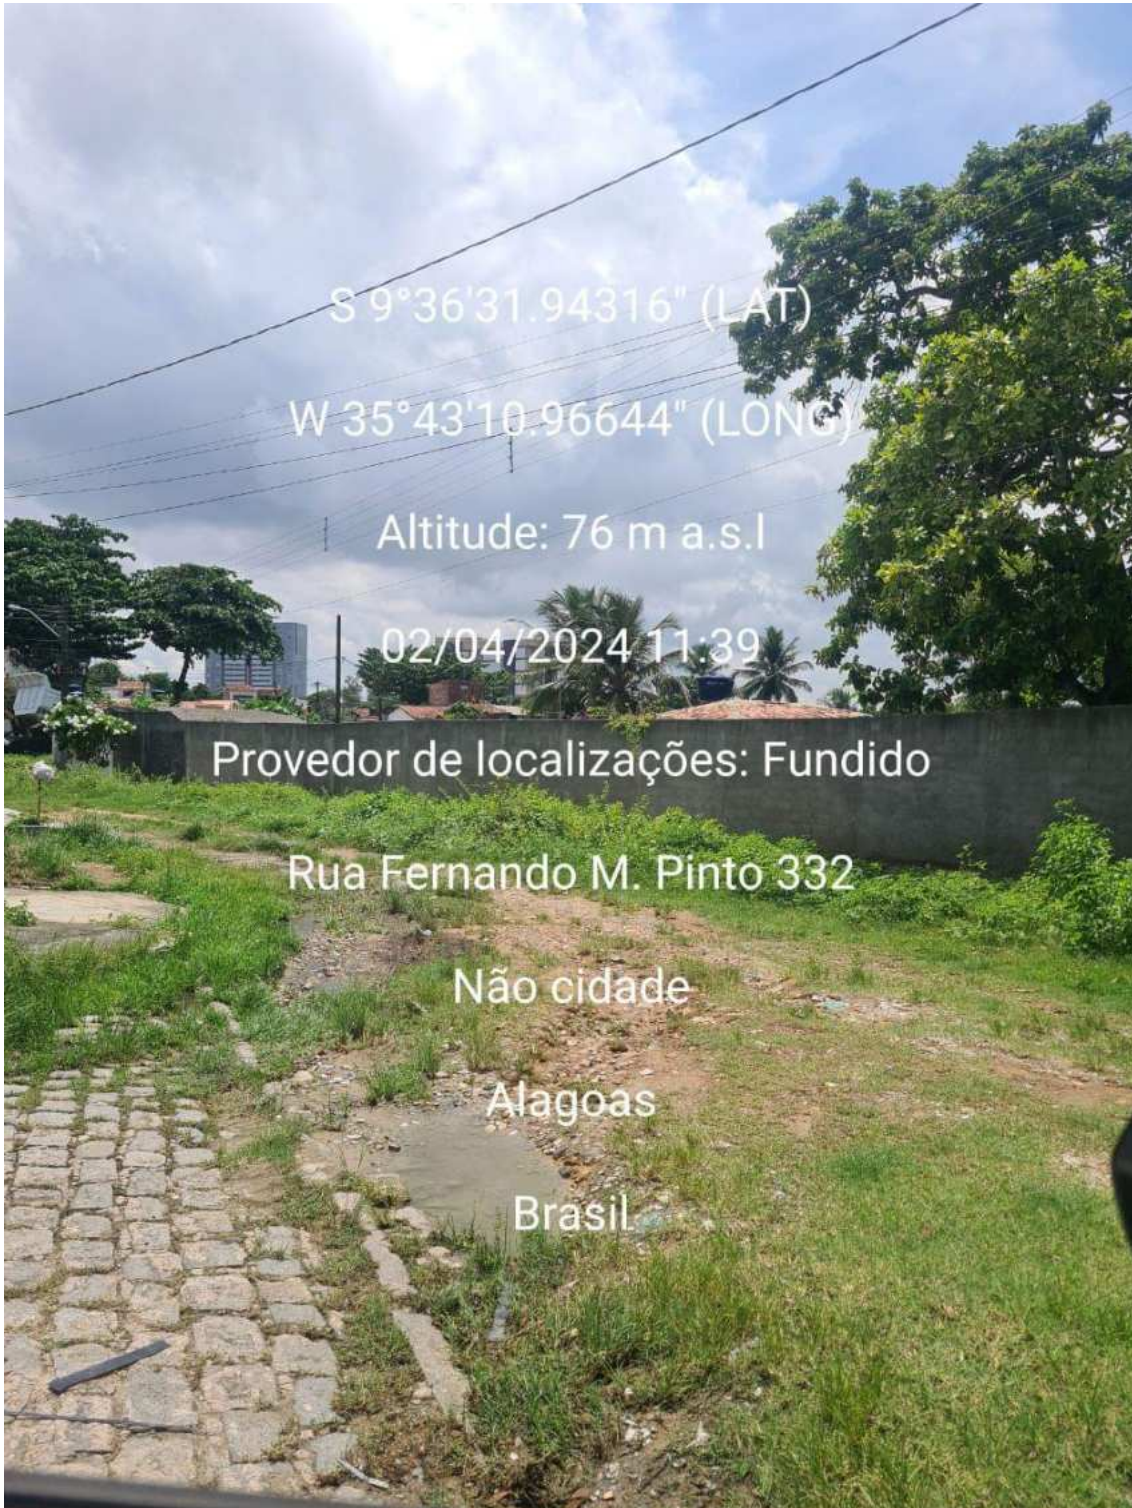 S 9°36'31.94316" (LAT)
W 35°43'10.96644" (LONG)
Altitude: 76 m a.s.l
02/04/2024 11:39
Provedor de localizações: Fundido
Rua Fernando M. Pinto 332
Não cidade
Alagoas
Brasil